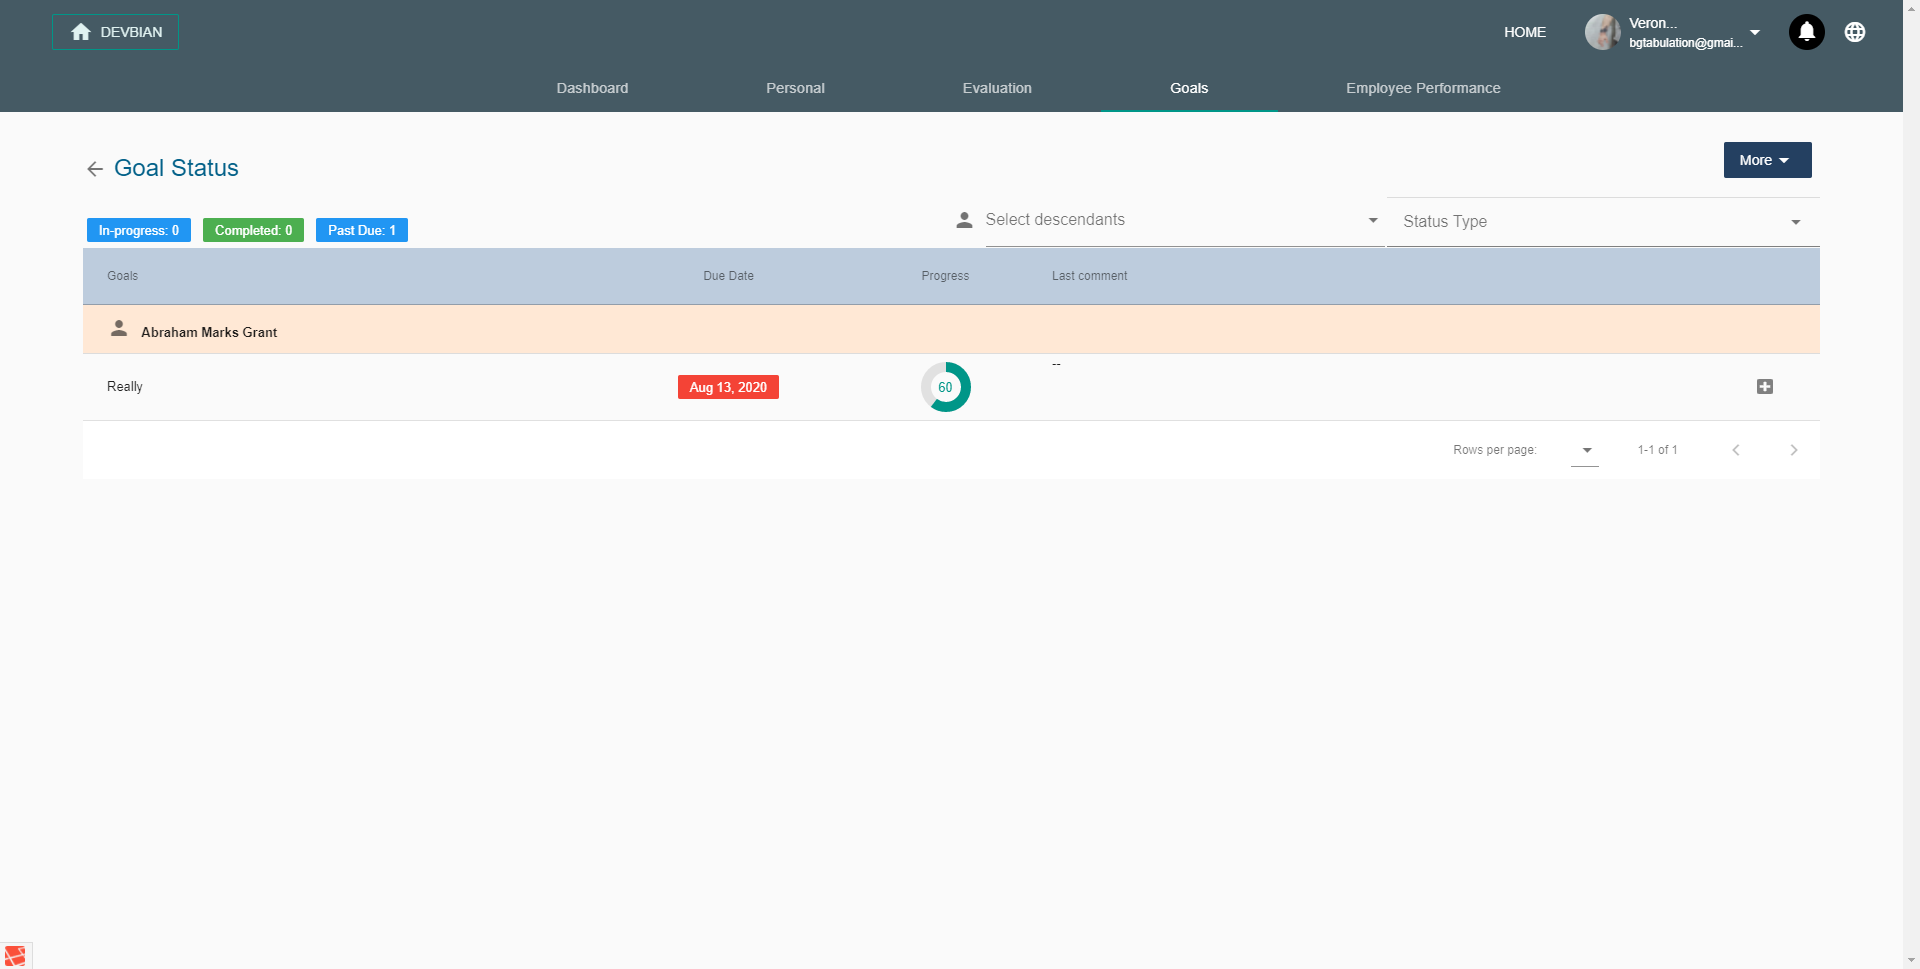 DEVBIAN
HOME
Veron...
bgtabulation@gmai...
Dashboard
Personal
Evaluation
Goals
Employee Performance
Goal Status
More
In-progress: 0
Completed: 0
Past Due: 1
Select descendants
Status Type
Goals
Due Date
Progress
Last comment
Abraham Marks Grant
Really
Aug 13, 2020
60
--
Rows per page:
1-1 of 1